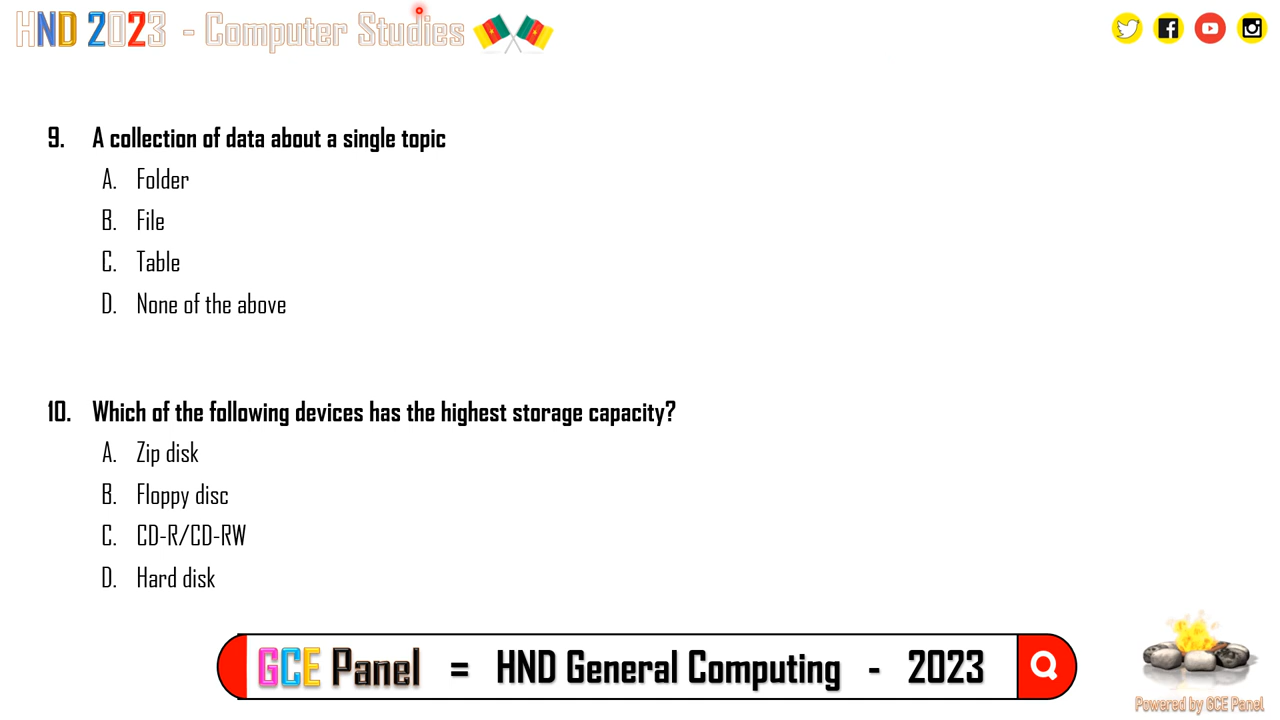 HND 2023 - Computer Studies
9. A collection of data about a single topic
A. Folder
B. File
C. Table
D. None of the above
10. Which of the following devices has the highest storage capacity?
A. Zip disk
B. Floppy disc
C. CD-R/CD-RW
D. Hard disk
GCE Panel = HND General Computing - 2023
Powered by GCE Panel